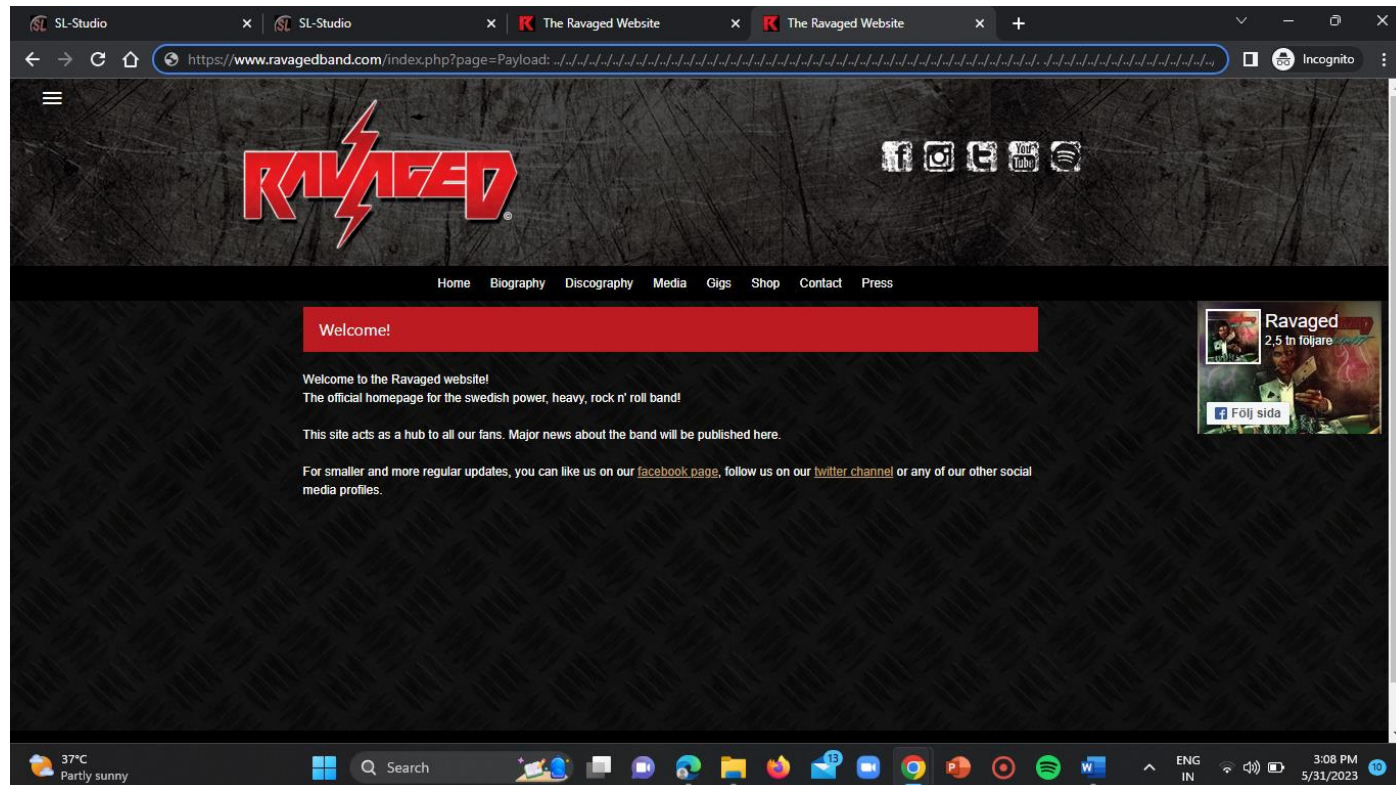 SL-Studio
SL-Studio
The Ravaged Website
The Ravaged Website
https://www.ravagedband.com/index.php?page=Payload:
Incognito
RAVAGED
©
You Tube
Home Biography Discography Media Gigs Shop Contact Press
Welcome!
Ravaged
2,5 tn följare
Följ sida
Welcome to the Ravaged website!
The official homepage for the swedish power, heavy, rock n' roll band!
This site acts as a hub to all our fans. Major news about the band will be published here.
For smaller and more regular updates, you can like us on our facebook page, follow us on our twitter channel or any of our other social
media profiles.
37°C
Partly sunny
Search
13
ENG
IN
3:08 PM
5/31/2023
10